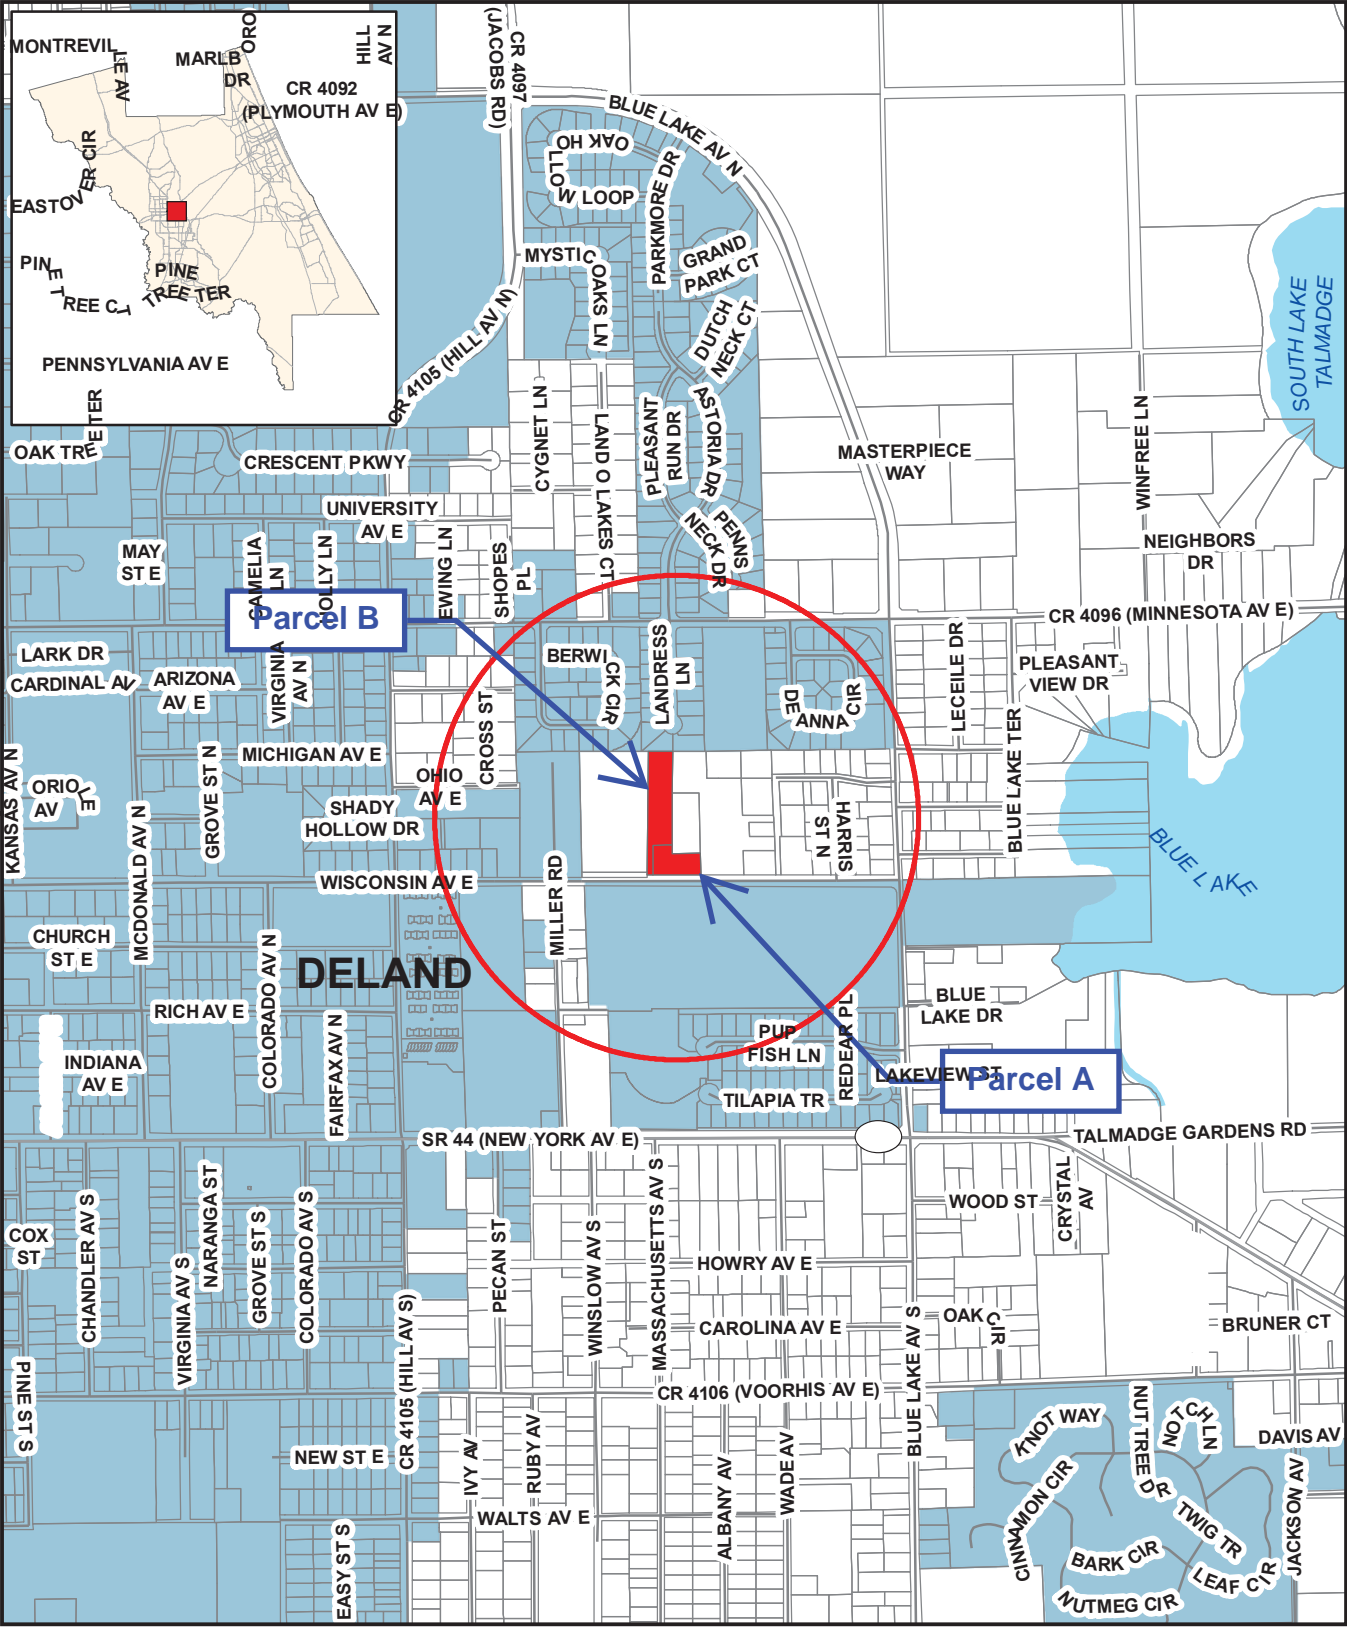 MONTREVILLE AV
MARLBORO
DR
HILL
AV N
CR 4092
(PLYMOUTH AV E)
EASTOVER CIR
PINE TREE CT
PINE
TREE TER
PENNSYLVANIA AV E
CR 4097
(JACOBS RD)
BLUE LAKE AV N
OAK HOLLOW LOOP
PARKMORE DR
MYSTIC OAKS LN
GRAND
PARK CT
DUTCH
NECK CT
SOUTH LAKE
TALMADGE
CR 4105 (HILL AV N)
OAK TREE TER
CRESCENT PKWY
CYGNET LN
LAND O LAKES CT
PLEASANT
RUN DR
ASTORIA DR
MASTERPIECE
WAY
WINFREE LN
UNIVERSITY
AV E
MAY
ST E
CAMELIA
LN
EWING LN
SHOPES
PL
PENNS
NECK DR
NEIGHBORS
DR
Parcel B
CR 4096 (MINNESOTA AV E)
LARK DR
CARDINAL AV
ARIZONA
AV E
VIRGINIA
AV N
BERWICK CIR
LANDRESS
LN
DE ANNA CIR
LECEILE DR
PLEASANT
VIEW DR
CROSS ST
MICHIGAN AV E
BLUE LAKE TER
KANSAS AV N
ORIOLE
AV
GROVE ST N
OHIO
AV E
SHADY
HOLLOW DR
MCDONALD AV N
HARRIS
ST N
BLUE LAKE
WISCONSIN AV E
MILLER RD
CHURCH
ST E
DELAND
COLORADO AV N
RICH AV E
BLUE
LAKE DR
FAIRFAX AV N
PUP
FISH LN
REDEAR PL
INDIANA
AV E
LAKEVIEW ST
Parcel A
TILAPIA TR
SR 44 (NEW YORK AV E)
TALMADGE GARDENS RD
NARANGA ST
MASSACHUSETTS AV S
CRYSTAL
AV
WOOD ST
COX
ST
CHANDLER AV S
VIRGINIA AV S
GROVE ST S
COLORADO AV S
PECAN ST
WINSLOW AV S
HOWRY AV E
CAROLINA AV E
OAK CIR
BRUNER CT
PINE ST S
CR 4105 (HILL AV S)
CR 4106 (VOORHIS AV E)
BLUE LAKE AV S
NEW ST E
IVY AV
RUBY AV
ALBANY AV
WADE AV
KNOT WAY
NUT TREE DR
NOTCH LN
DAVIS AV
CINNAMON CIR
TWIG TR
JACKSON AV
WALTS AV E
EASY ST S
BARK CIR
LEAF CIR
NUTMEG CIR